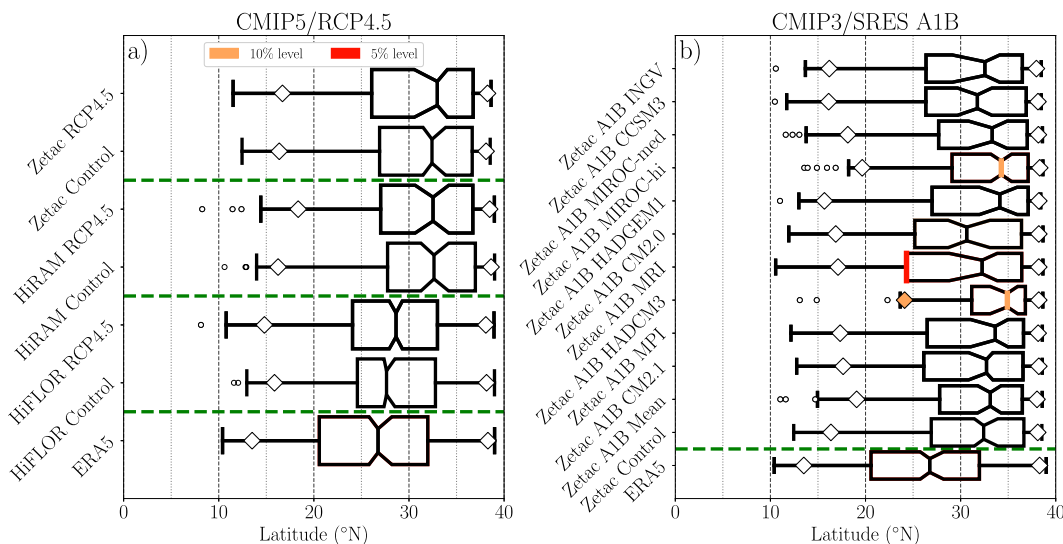 CMIP5/RCP4.5
a)
10% level
5% level
Zetac RCP4.5
Zetac Control
HiRAM RCP4.5
HiRAM Control
HiFLOR RCP4.5
HiFLOR Control
ERA5
0 10 20 30 40
Latitude (°N)
CMIP3/SRES A1B
b)
Zetac A1B INGV
Zetac A1B CCSM3
Zetac A1B MIROC-med
Zetac A1B MIROC-hi
Zetac A1B HADGEM1
Zetac A1B CM2.0
Zetac A1B MRI
Zetac A1B HADCM3
Zetac A1B MPI
Zetac A1B CM2.1
Zetac A1B Mean
Zetac Control
ERA5
0 10 20 30 40
Latitude (°N)